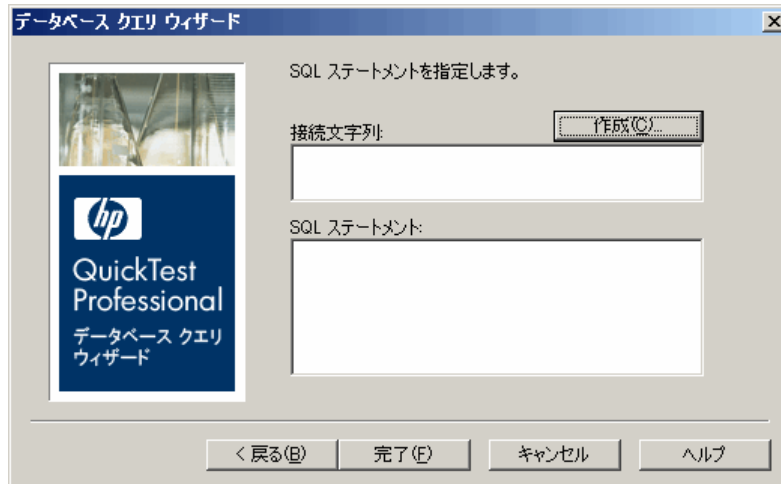 データベース クエリ ウィザード
SQL ステートメントを指定します。
接続文字列:
作成(C)...
SQL ステートメント:
hp
QuickTest
Professional
データベース クエリ
ウィザード
< 戻る(B)
完了(F)
キャンセル
ヘルプ